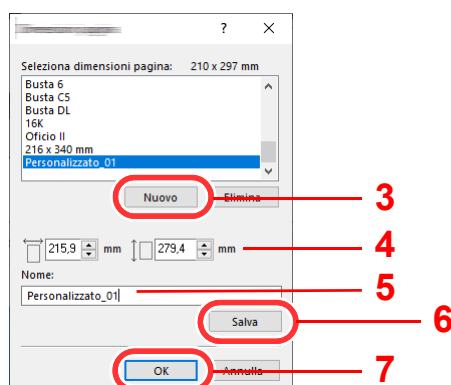 ? ×
Seleziona dimensioni pagina: 210 x 297 mm
Busta 6
Busta C5
Busta DL
16K
Oficio II
216 x 340 mm
Personalizzato_01
Nuovo Elimina 3
215,9 mm 279,4 mm 4
Nome:
Personalizzato_01 5
Salva 6
OK Annulla 7